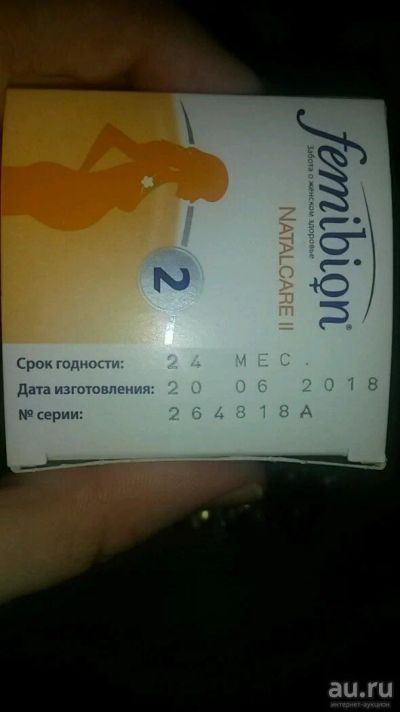 femibion®
Забота о женском здоровье
NATALCARE II
2
Срок годности: 24 МЕС.
Дата изготовления: 20 06 2018
№ серии: 264818A
au.ru
интернет-аукцион